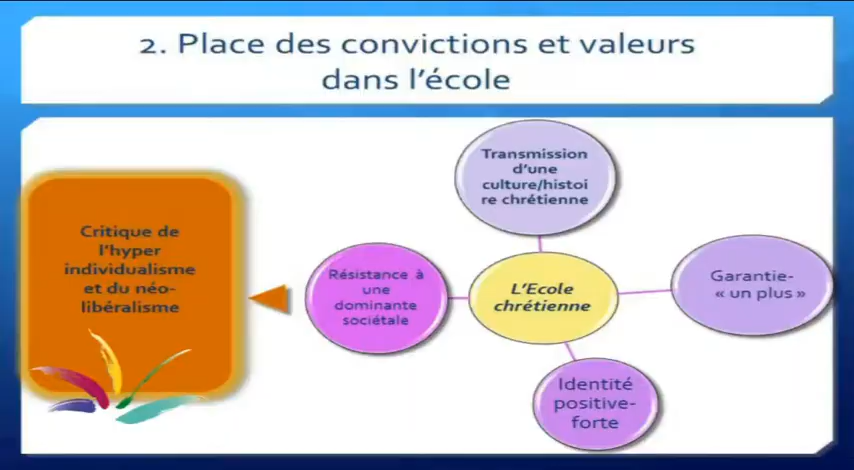 2. Place des convictions et valeurs
dans l'école
Transmission
d'une
culture/histoi
re chrétienne
Critique de
l'hyper
individualisme
et du néo-
libéralisme
Résistance à
une
dominante
sociétale
L'Ecole
chrétienne
Garantie-
« un plus »
Identité
positive-
forte